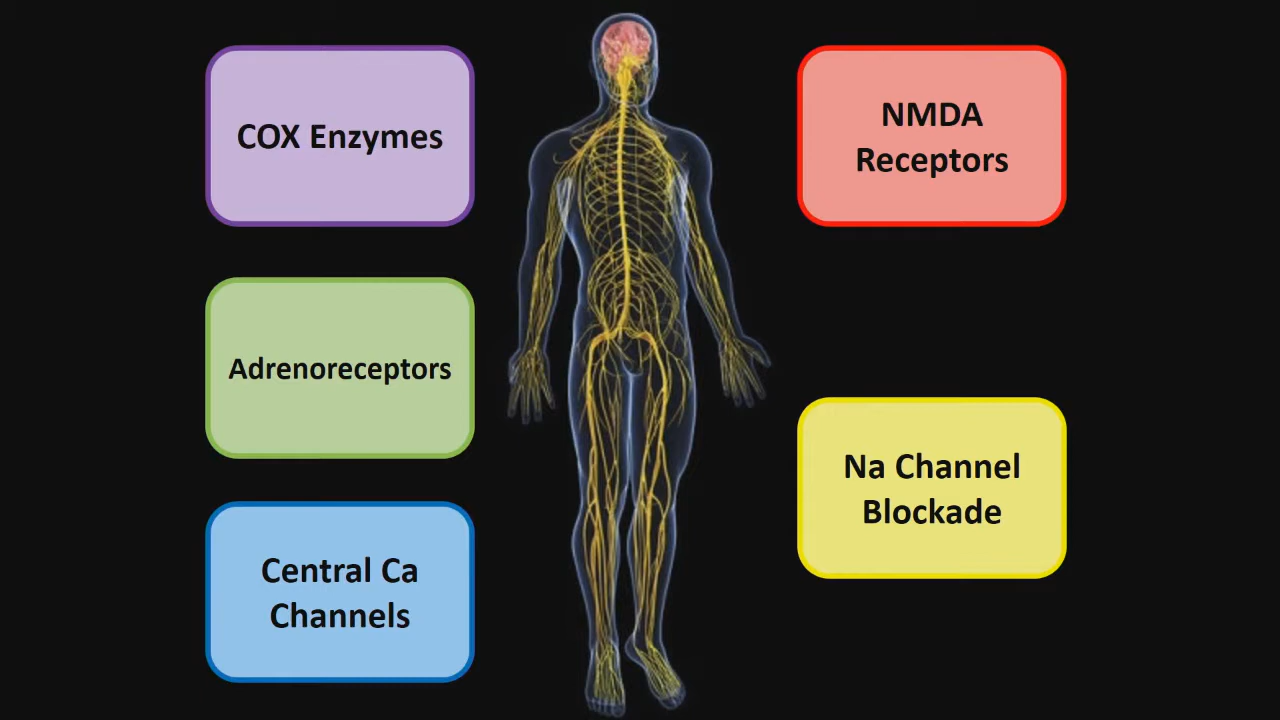 COX Enzymes
Adrenoreceptors
Central Ca
Channels
NMDA
Receptors
Na Channel
Blockade